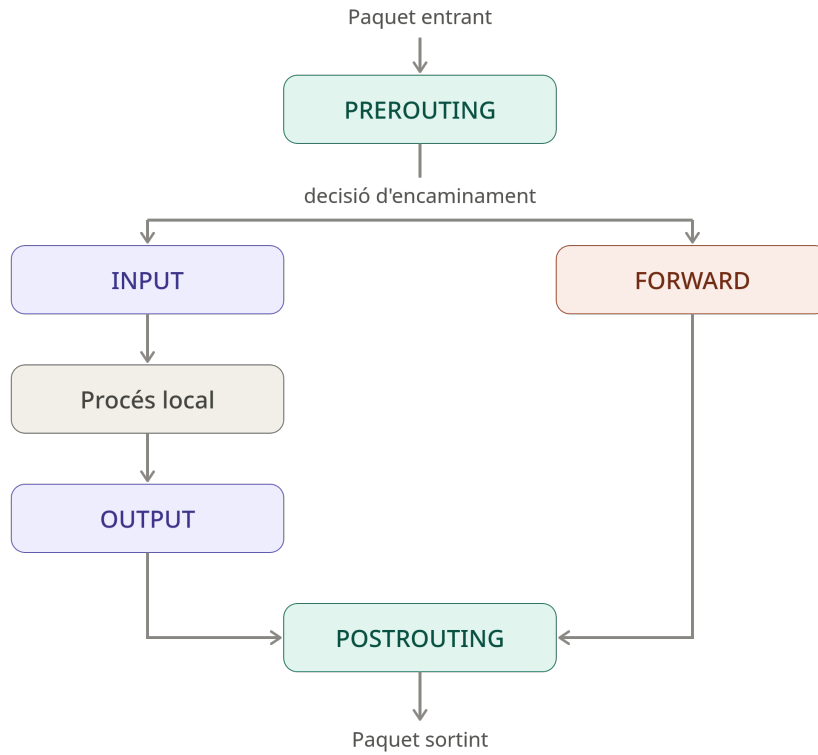 Paquet entrant
PREROUTING
decisió d'encaminament
INPUT
FORWARD
Procés local
OUTPUT
POSTROUTING
Paquet sortint